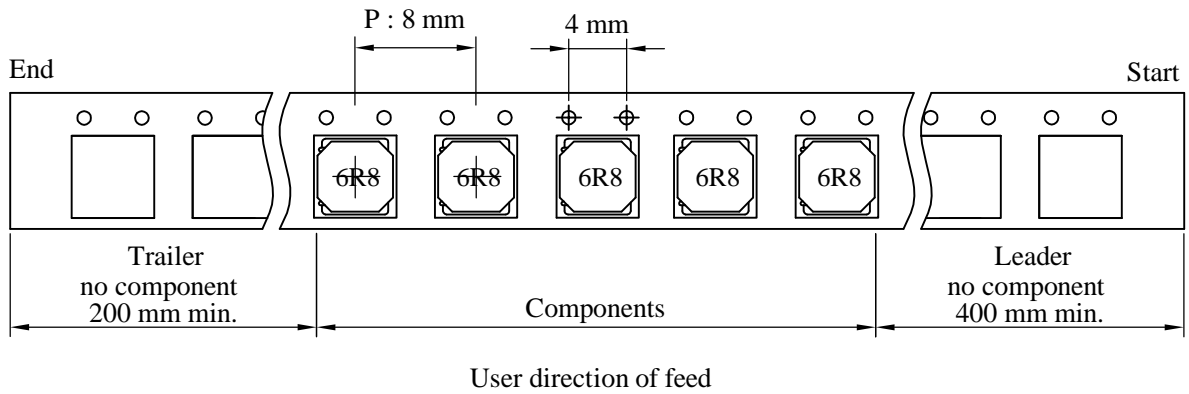 P : 8 mm
4 mm
End
Start
6R8 6R8 6R8 6R8 6R8
Trailer
no component
200 mm min.
Components
Leader
no component
400 mm min.
User direction of feed